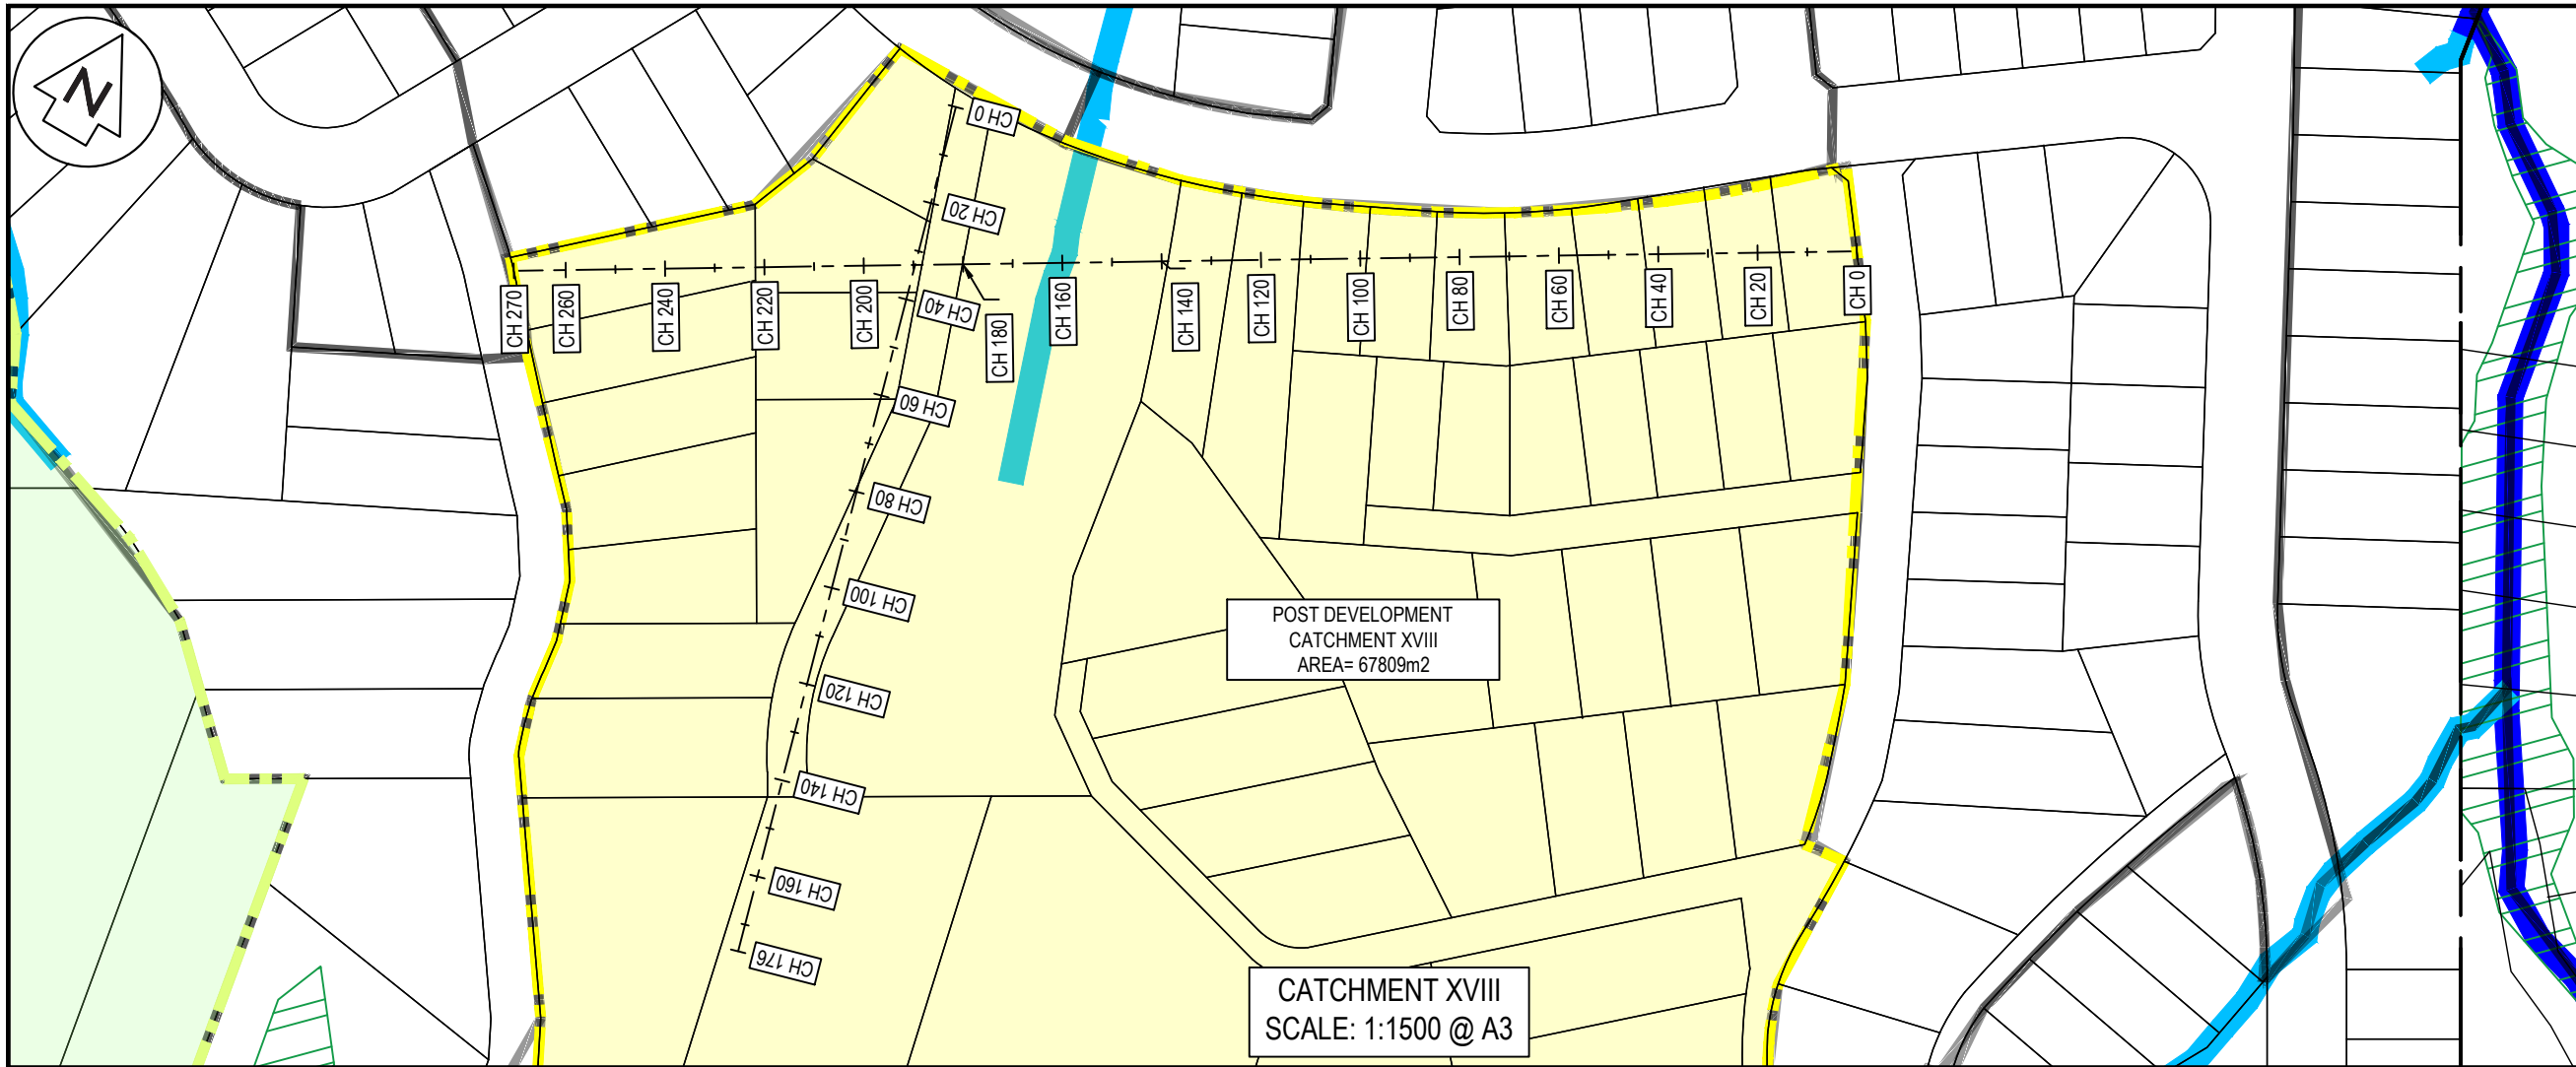 N
CH 0
CH 20
CH 40
CH 60
CH 80
CH 100
CH 120
CH 140
CH 160
CH 176
CH 270
CH 260
CH 240
CH 220
CH 200
CH 180
CH 160
CH 140
CH 120
CH 100
CH 80
CH 60
CH 40
CH 20
CH 0
POST DEVELOPMENT
CATCHMENT XVIII
AREA= 67809m2
CATCHMENT XVIII
SCALE: 1:1500 @ A3